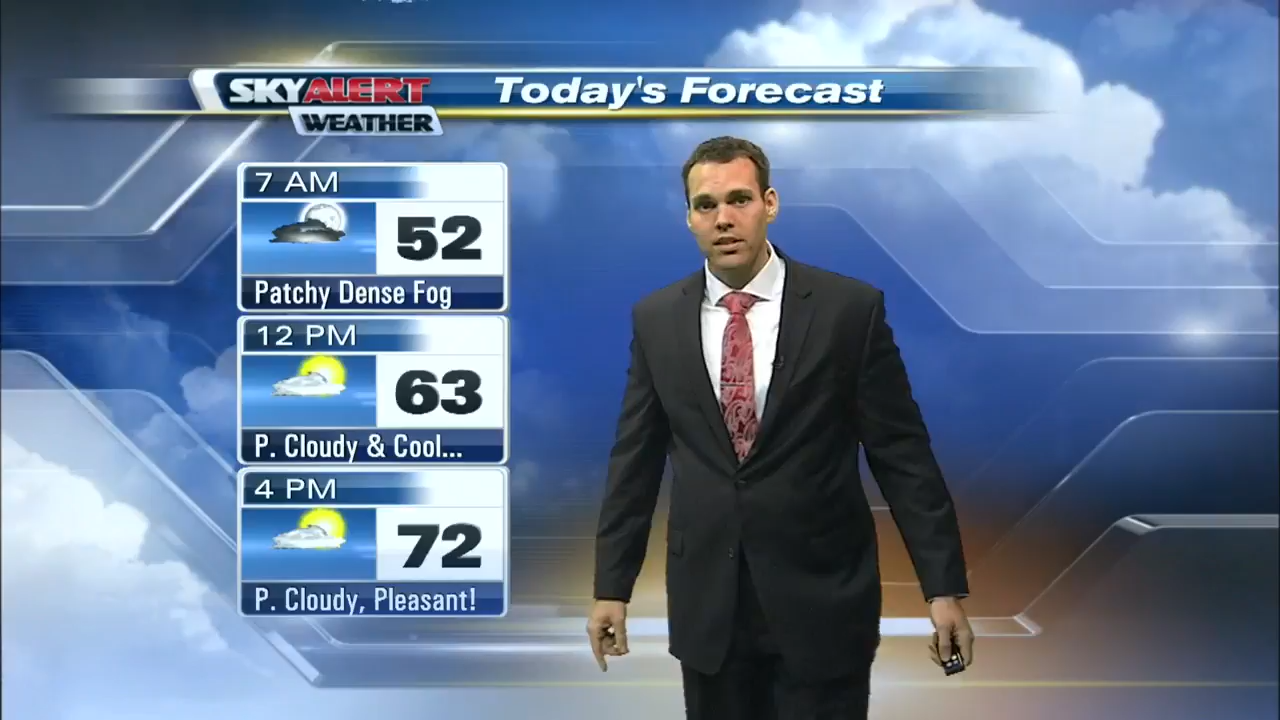 SKYALERT
WEATHER
Today's Forecast
7 AM
52
Patchy Dense Fog
12 PM
63
P. Cloudy & Cool...
4 PM
72
P. Cloudy, Pleasant!